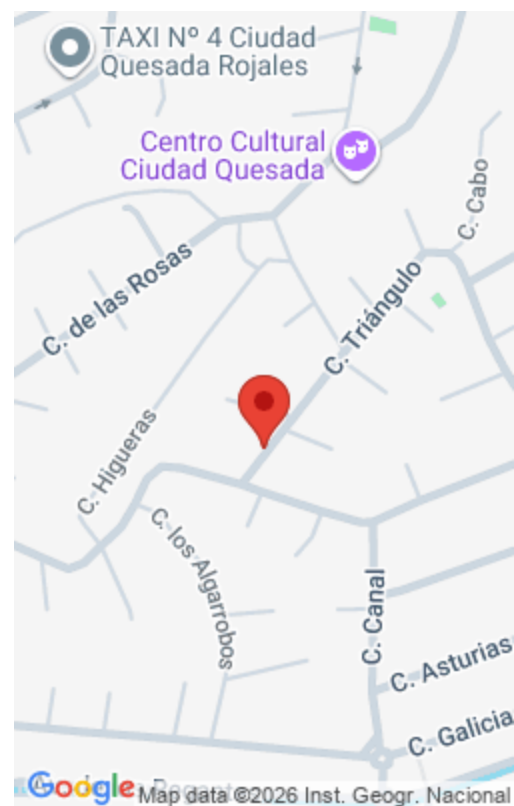 TAXI Nº 4 Ciudad
Quesada Rojales
Centro Cultural
Ciudad Quesada
C. Cabo
C. de las Rosas
C. Triángulo
C. Higueras
C. los Algarrobos
C. Canal
C. Asturias
C. Galicia
Google
Map data ©2026 Inst. Geogr. Nacional